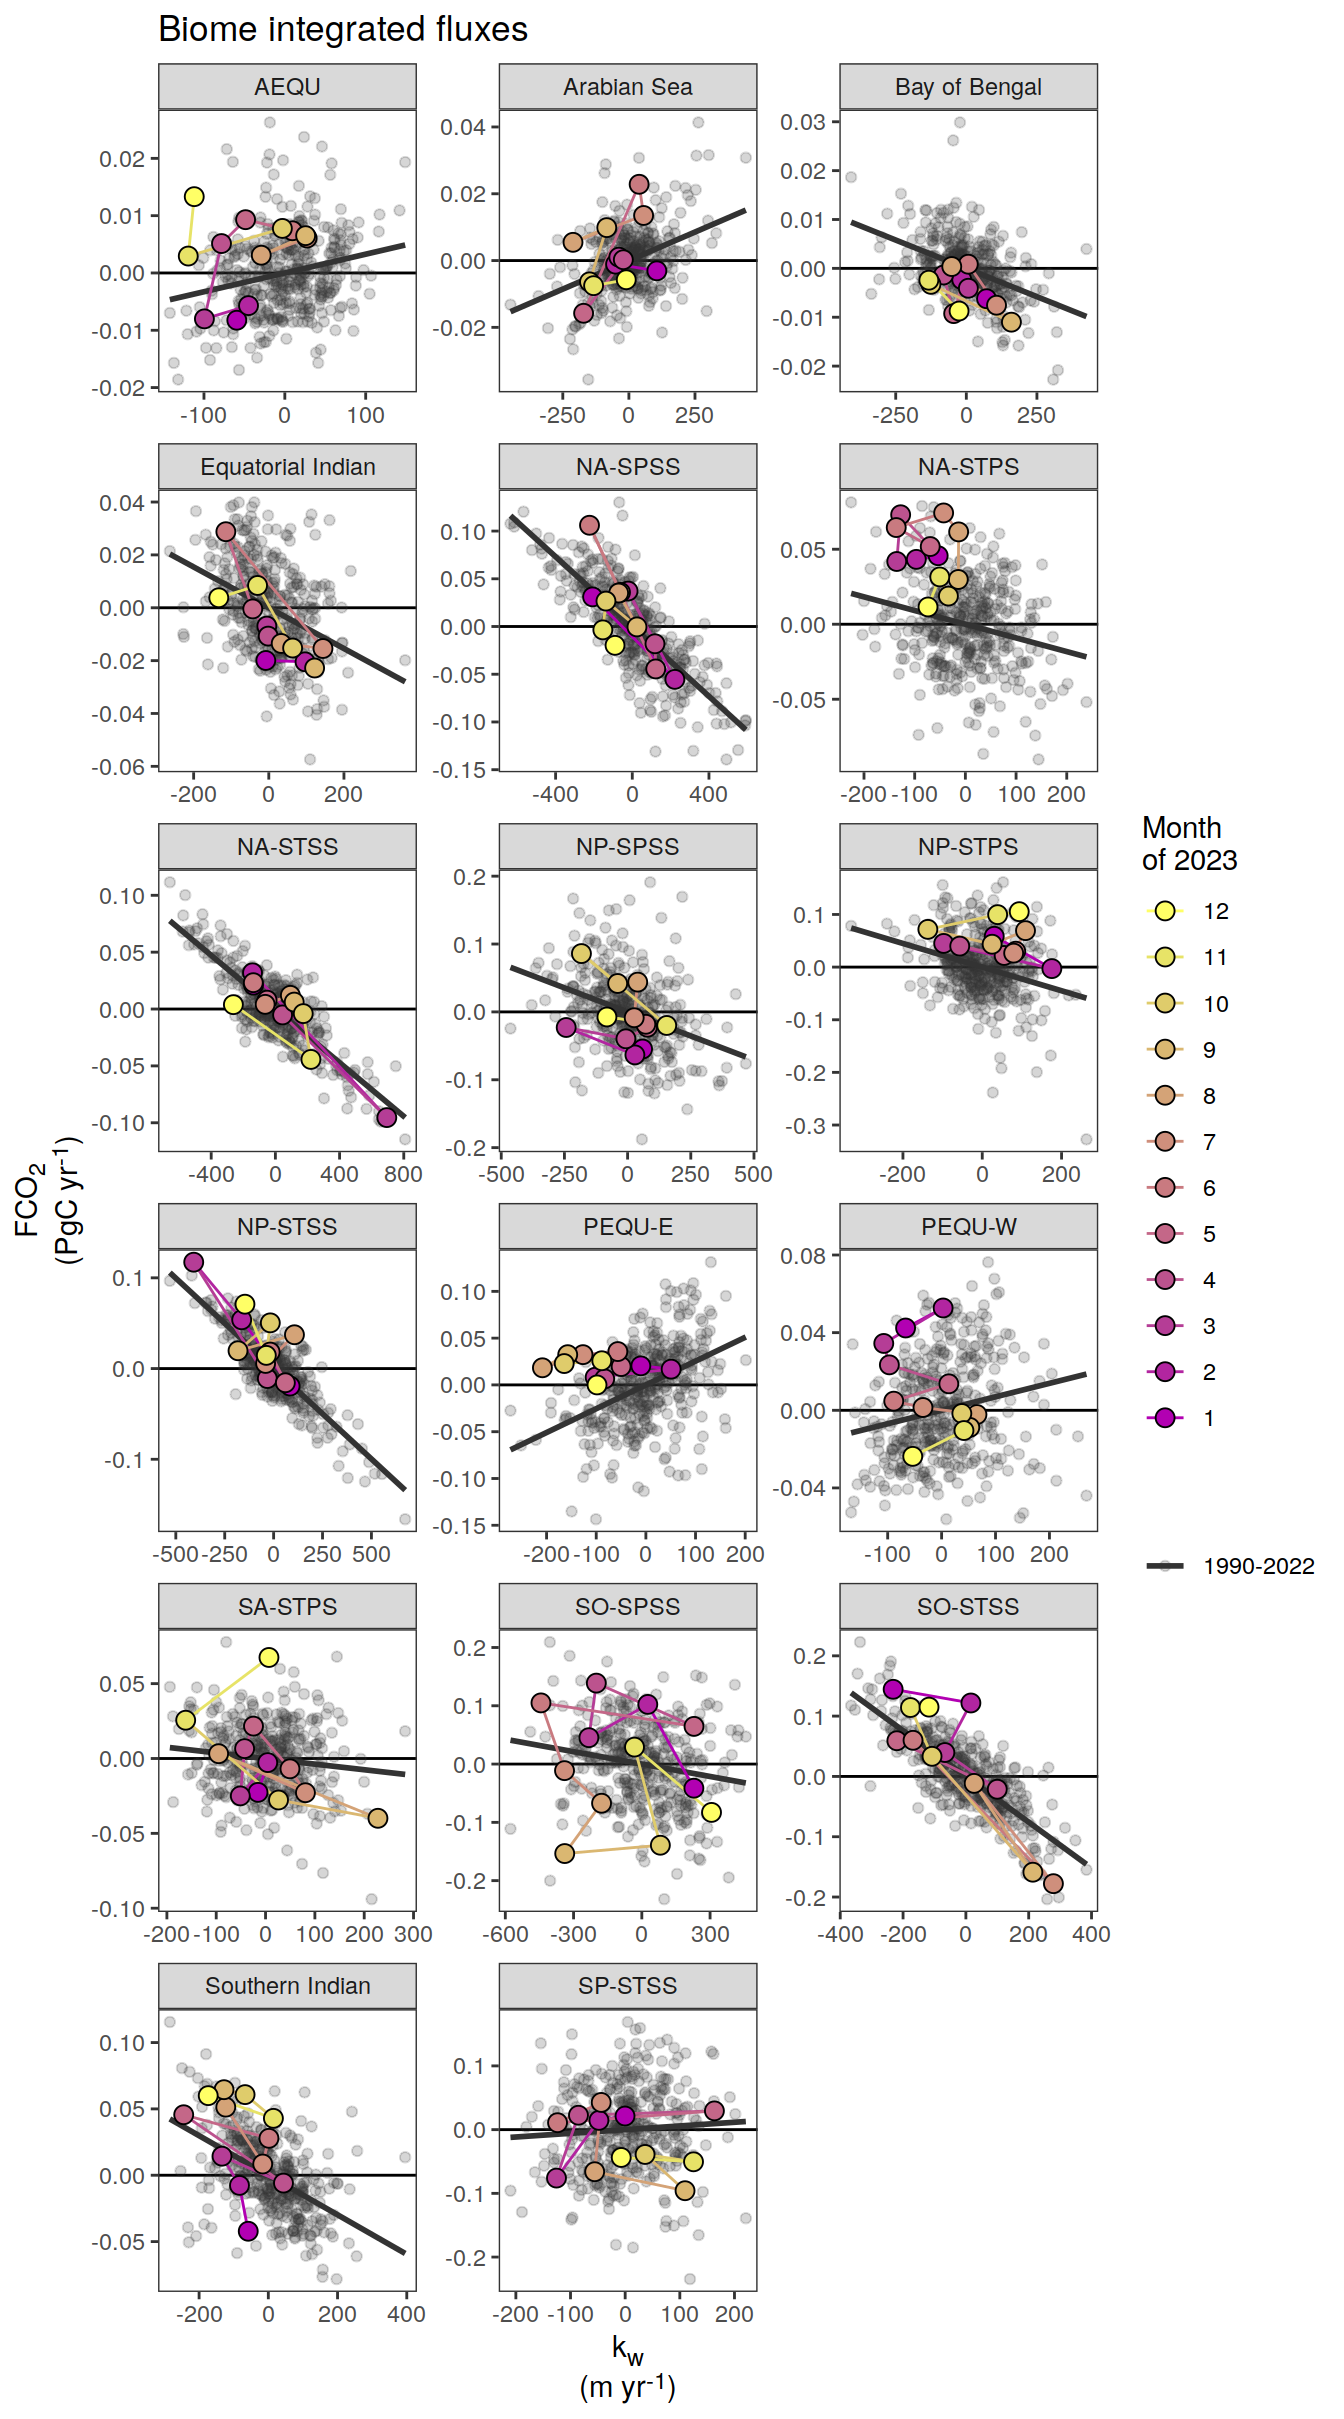 Biome integrated fluxes
AEQU Arabian Sea Bay of Bengal
0.02 0.01 0.00 -0.01 -0.02
0.04 0.02 0.00 -0.02
0.03 0.02 0.01 0.00 -0.01 -0.02
-100 0 100 -250 0 250 -250 0 250
Equatorial Indian NA-SPSS NA-STPS
0.04 0.02 0.00 -0.02 -0.04 -0.06
0.10 0.05 0.00 -0.05 -0.10 -0.15
0.05 0.00 -0.05
-200 0 200 -400 0 400 -200 -100 0 100 200
NA-STSS NP-SPSS NP-STPS
0.10 0.05 0.00 -0.05 -0.10
0.2 0.1 0.0 -0.1 -0.2
0.1 0.0 -0.1 -0.2 -0.3
-400 0 400 800 -500 -250 0 250 500 -200 0 200
NP-STSS PEQU-E PEQU-W
0.1 0.0 -0.1
0.10 0.05 0.00 -0.05 -0.10 -0.15
0.08 0.04 0.00 -0.04
-500 -250 0 250 500 -200 -100 0 100 200 -100 0 100 200
SA-STPS SO-SPSS SO-STSS
0.05 0.00 -0.05 -0.10
0.2 0.1 0.0 -0.1 -0.2
0.2 0.1 0.0 -0.1 -0.2
-200 -100 0 100 200 300 -600 -300 0 300 -400 -200 0 200 400
Southern Indian SP-STSS
0.10 0.05 0.00 -0.05
0.1 0.0 -0.1 -0.2
-200 0 200 400 -200 -100 0 100 200
FCO2
(PgC yr-1)
kw
(m yr-1)
Month
of 2023
12
11
10
9
8
7
6
5
4
3
2
1
1990-2022